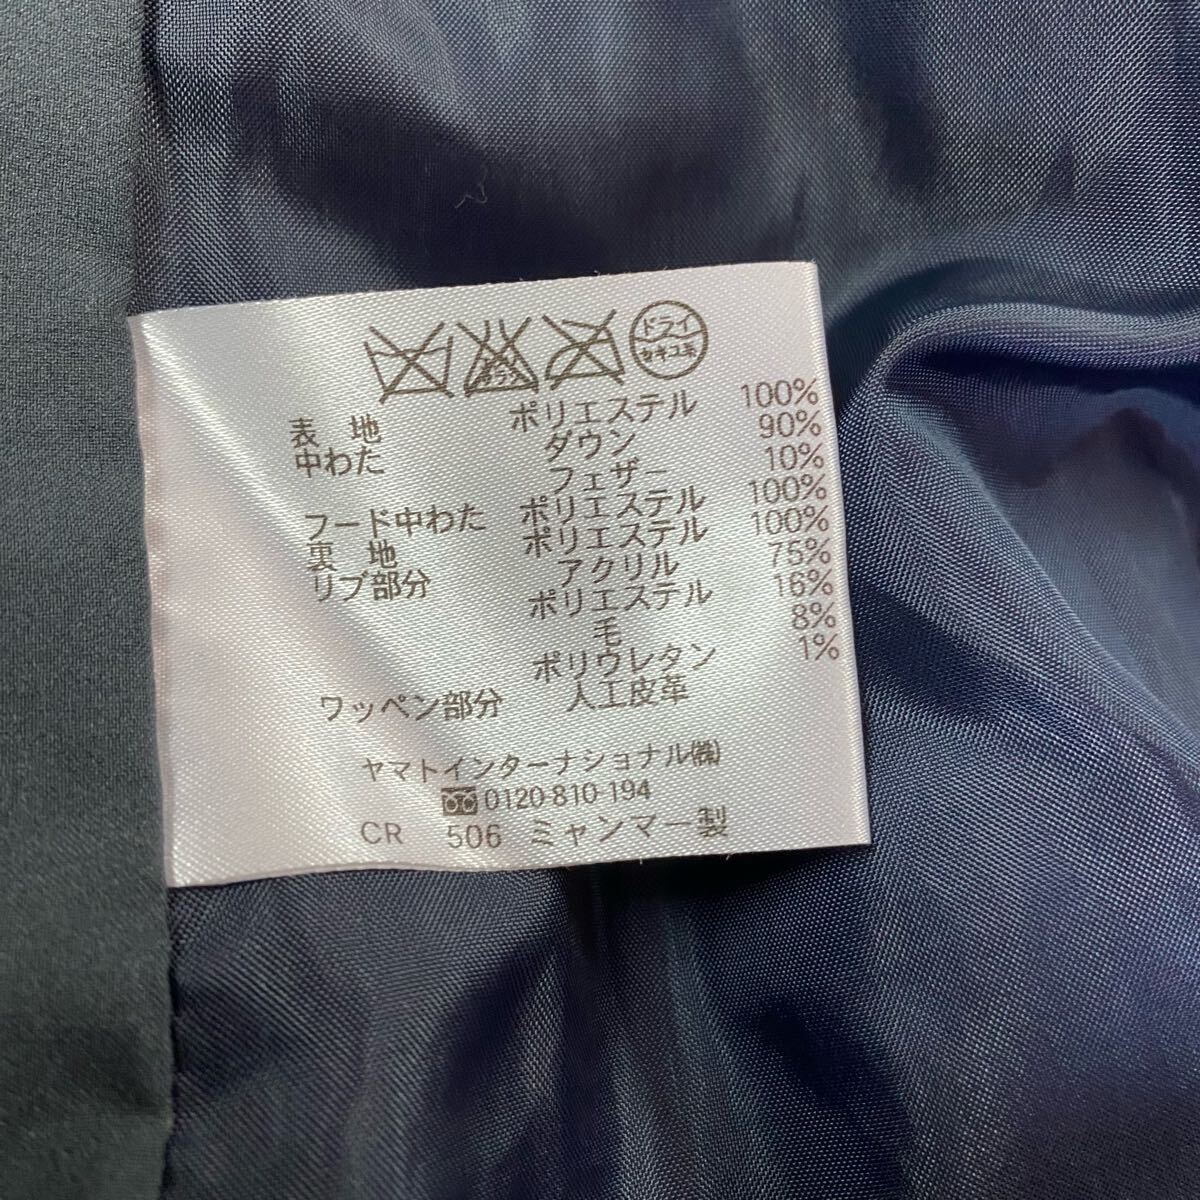 エンソ
ドライ
セキユ系
表 地 ポリエステル 100%
中わた ダウン 90%
フェザー 10%
フード中わた ポリエステル 100%
裏 地 ポリエステル 100%
リブ部分 アクリル 75%
ポリエステル 16%
毛 8%
ポリウレタン 1%
ワッペン部分 人工皮革
ヤマトインターナショナル㈱
0120-810-194
CR 506 ミャンマー製